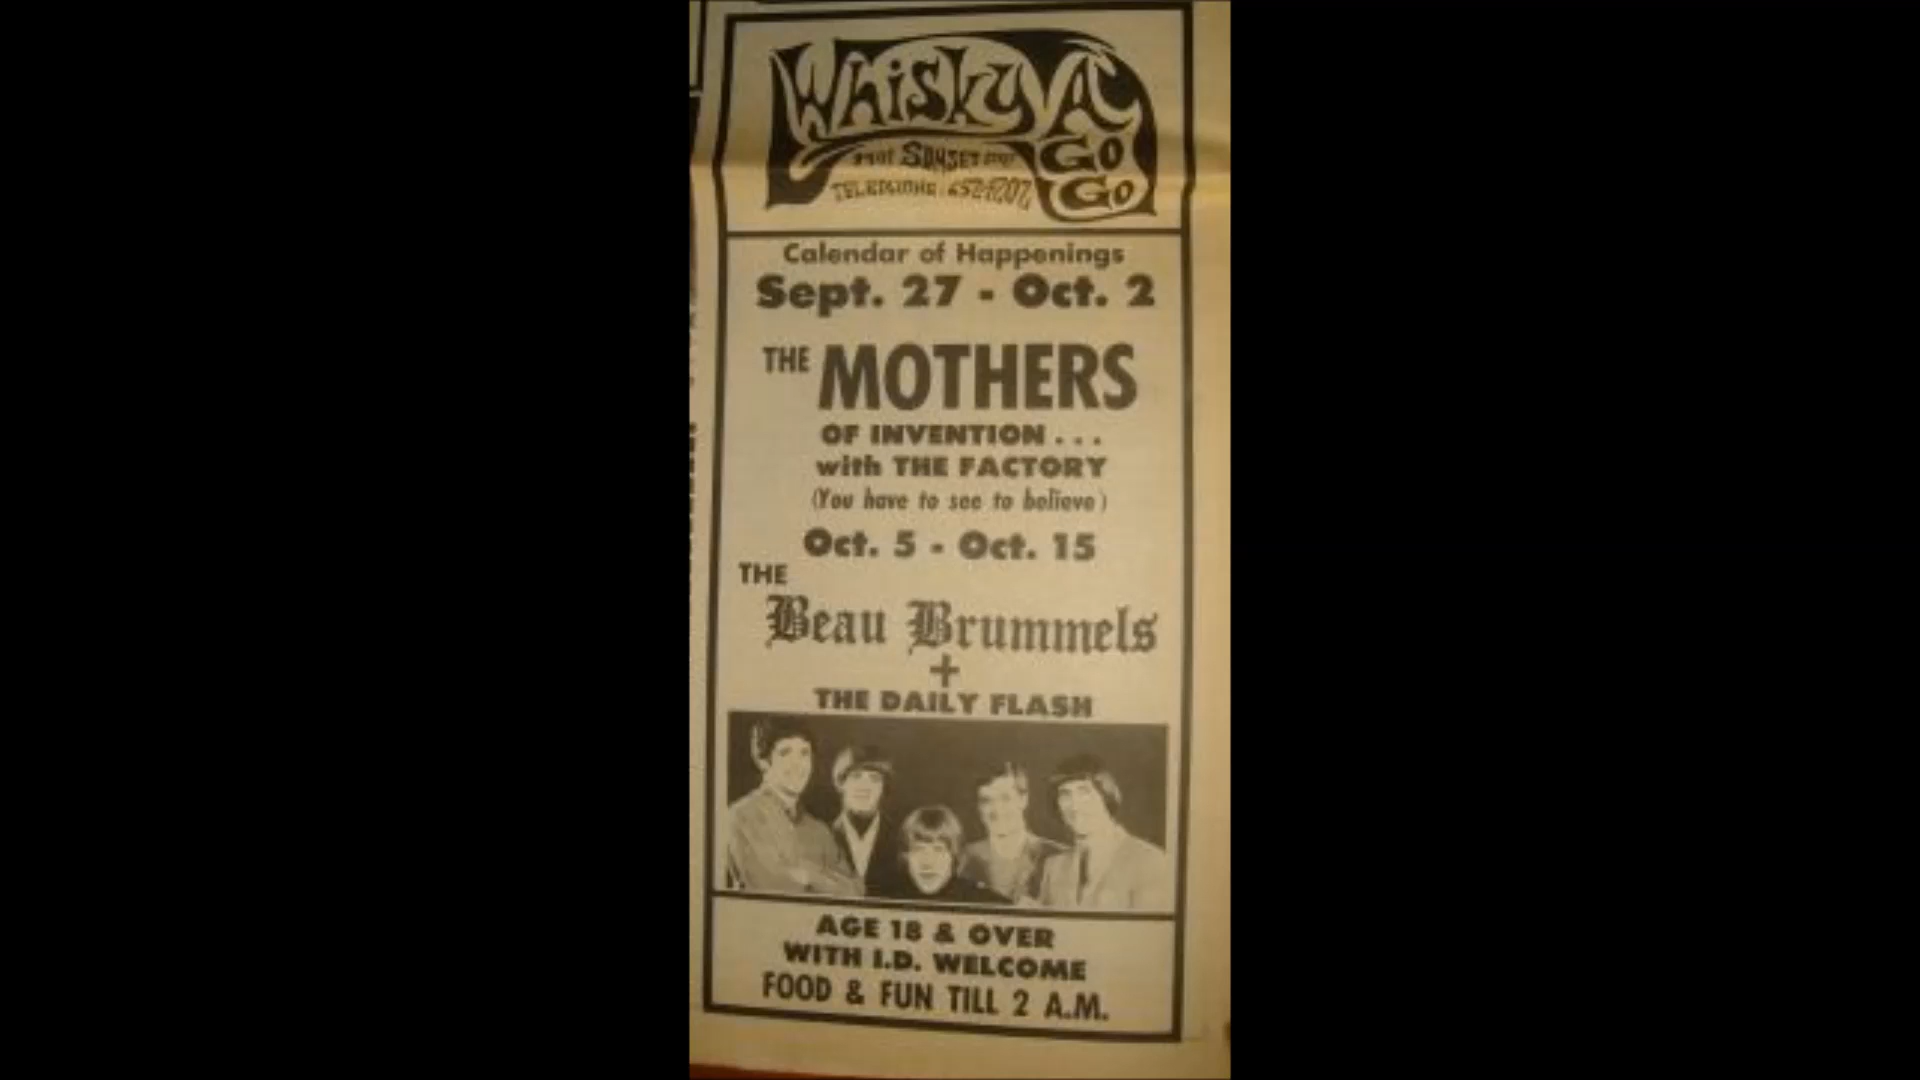 Whisky A
Go
Sunset
Go
Calendar of Happenings
Sept. 27 - Oct. 2
THE MOTHERS
OF INVENTION...
with THE FACTORY
(You have to see to believe)
Oct. 5 - Oct. 15
THE
Beau Brummels
+
THE DAILY FLASH
AGE 18 & OVER
WITH I.D. WELCOME
FOOD & FUN TILL 2 A.M.